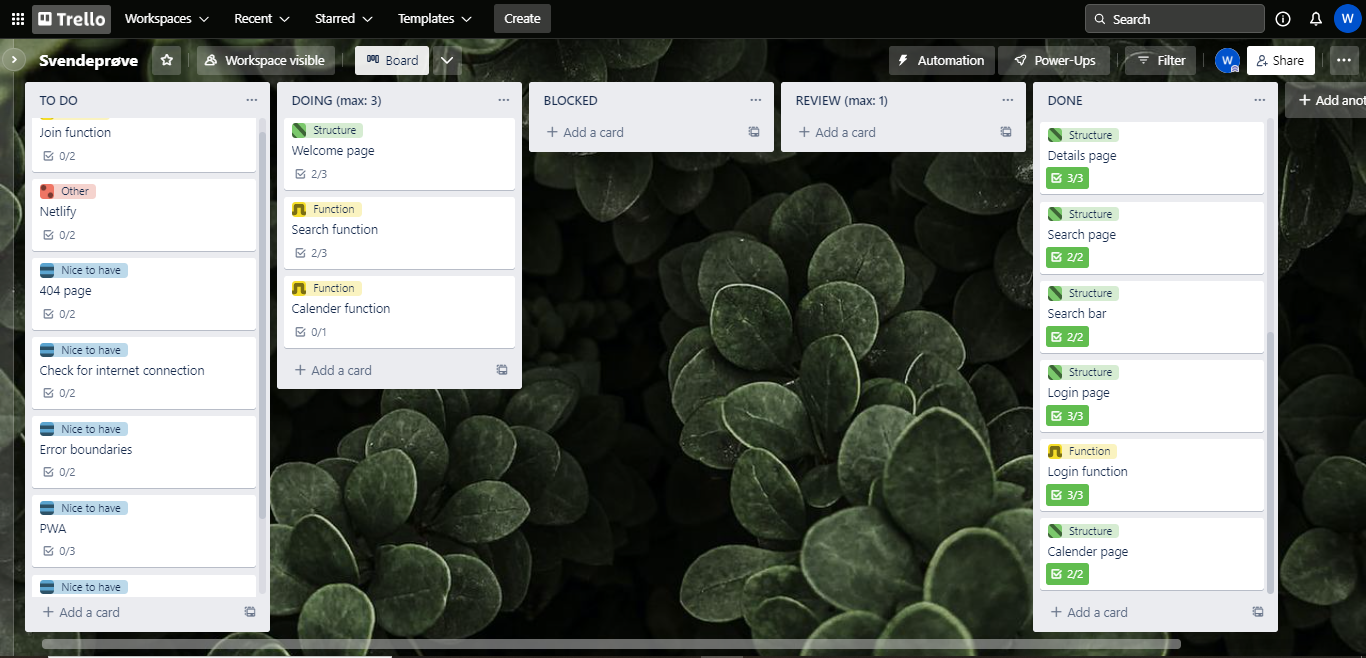 Trello
Workspaces
Recent
Starred
Templates
Create
Search
W
Svendeprøve
Workspace visible
Board
Automation
Power-Ups
Filter
W
Share
TO DO
Join function
0/2
Other
Netlify
0/2
Nice to have
404 page
0/2
Nice to have
Check for internet connection
0/2
Nice to have
Error boundaries
0/2
Nice to have
PWA
0/3
Nice to have
+ Add a card
DOING (max: 3)
Structure
Welcome page
2/3
Function
Search function
2/3
Function
Calender function
0/1
+ Add a card
BLOCKED
+ Add a card
REVIEW (max: 1)
+ Add a card
DONE
Structure
Details page
3/3
Structure
Search page
2/2
Structure
Search bar
2/2
Structure
Login page
3/3
Function
Login function
3/3
Structure
Calender page
2/2
+ Add a card
+ Add anot